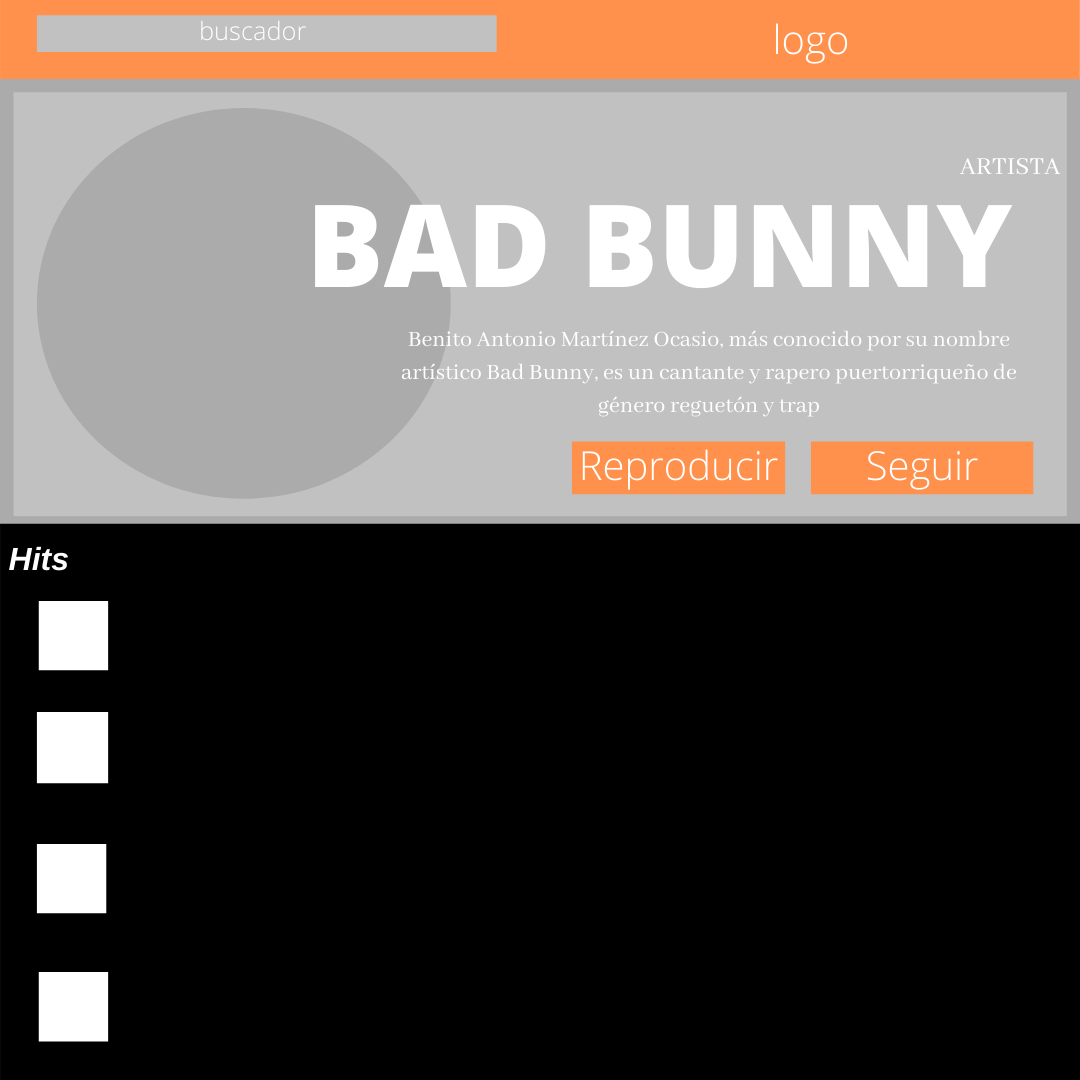 buscador
logo
ARTISTA
BAD BUNNY
Benito Antonio Martínez Ocasio, más conocido por su nombre
artístico Bad Bunny, es un cantante y rapero puertorriqueño de
género reguetón y trap
Reproducir
Seguir
Hits